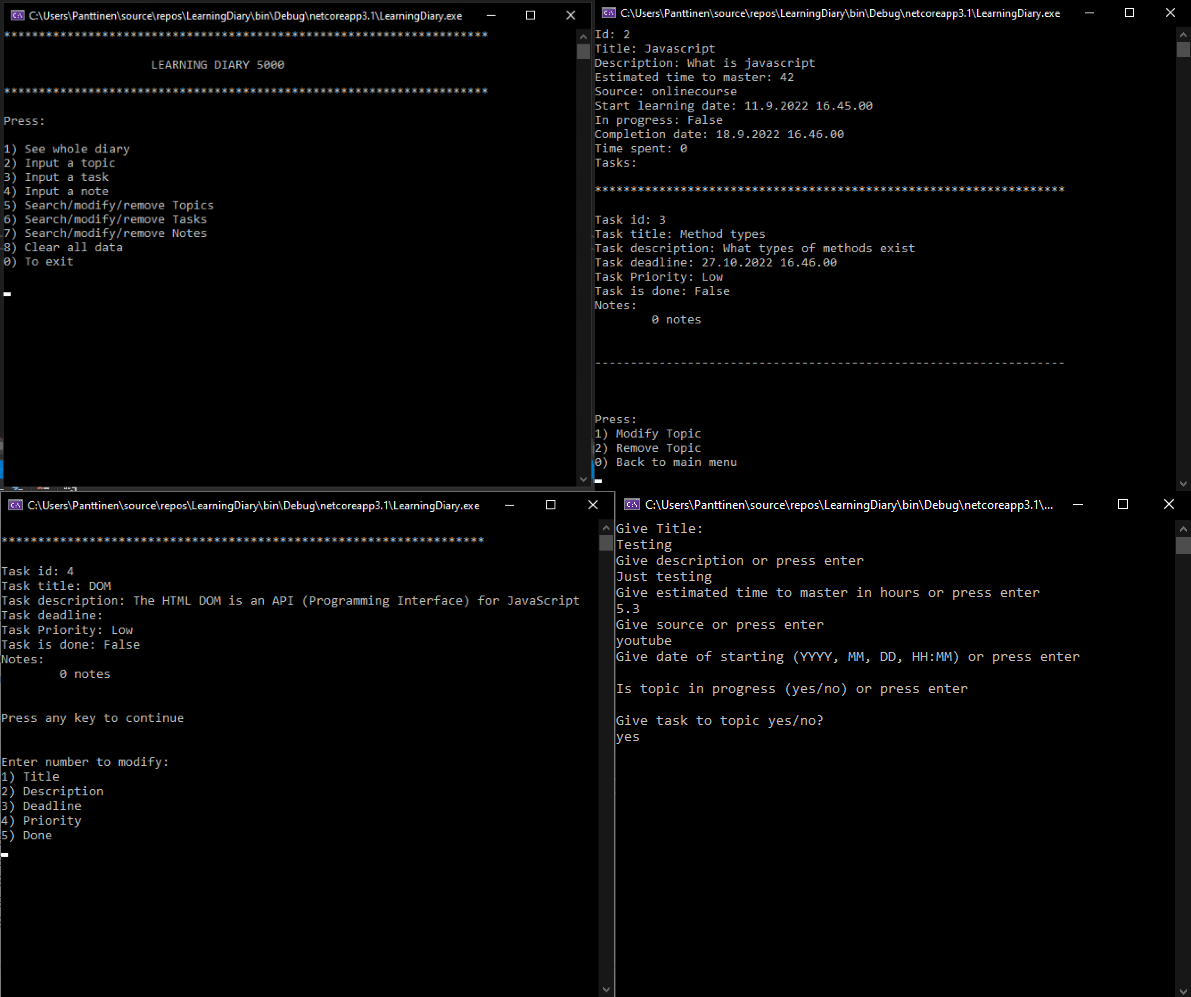 C:\Users\Panttinen\source\repos\LearningDiary\bin\Debug\netcoreapp3.1\LearningDiary.exe
*********************************************************************
LEARNING DIARY 5000
*********************************************************************
Press:
1) See whole diary
2) Input a topic
3) Input a task
4) Input a note
5) Search/modify/remove Topics
6) Search/modify/remove Tasks
7) Search/modify/remove Notes
8) Clear all data
0) To exit
C:\Users\Panttinen\source\repos\LearningDiary\bin\Debug\netcoreapp3.1\LearningDiary.exe
Id: 2
Title: Javascript
Description: What is javascript
Estimated time to master: 42
Source: onlinecourse
Start learning date: 11.9.2022 16.45.00
In progress: False
Completion date: 18.9.2022 16.46.00
Time spent: 0
Tasks:
******************************************************************
Task id: 3
Task title: Method types
Task description: What types of methods exist
Task deadline: 27.10.2022 16.46.00
Task Priority: Low
Task is done: False
Notes:
0 notes
------------------------------------------------------------------
Press:
1) Modify Topic
2) Remove Topic
0) Back to main menu
C:\Users\Panttinen\source\repos\LearningDiary\bin\Debug\netcoreapp3.1\LearningDiary.exe
******************************************************************
Task id: 4
Task title: DOM
Task description: The HTML DOM is an API (Programming Interface) for JavaScript
Task deadline:
Task Priority: Low
Task is done: False
Notes:
0 notes
Press any key to continue
Enter number to modify:
1) Title
2) Description
3) Deadline
4) Priority
5) Done
C:\Users\Panttinen\source\repos\LearningDiary\bin\Debug\netcoreapp3.1\...
Give Title:
Testing
Give description or press enter
Just testing
Give estimated time to master in hours or press enter
5.3
Give source or press enter
youtube
Give date of starting (YYYY, MM, DD, HH:MM) or press enter
Is topic in progress (yes/no) or press enter
Give task to topic yes/no?
yes